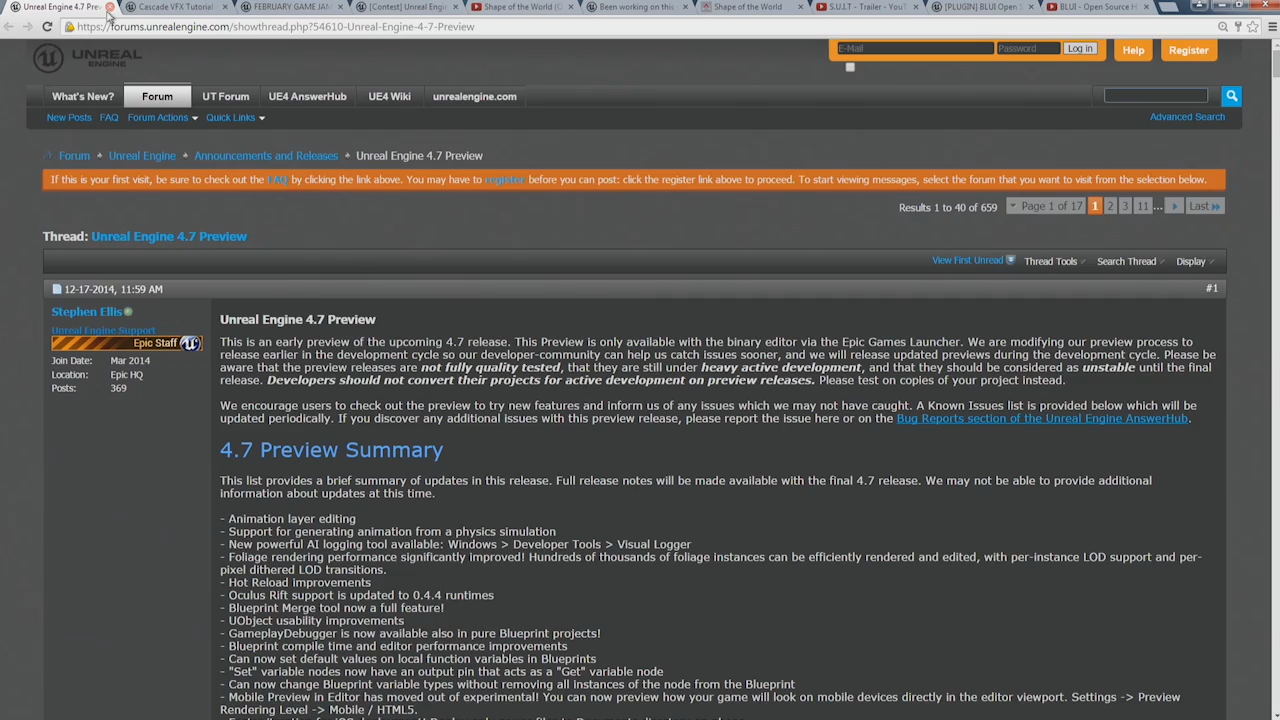 Unreal Engine 4.7 Prev
Cascade VFX Tutorial
FEBRUARY GAME JAM
[Contest] Unreal Engin
Shape of the World (O
Been working on this
Shape of the World
S.U.I.T - Trailer - YouT
[PLUGIN] BLUI Open S
BLUI - Open Source H
https://forums.unrealengine.com/showthread.php?54610-Unreal-Engine-4-7-Preview
UNREAL
ENGINE
E-Mail
Password
Log in
Help
Register
What's New?
Forum
UT Forum
UE4 AnswerHub
UE4 Wiki
unrealengine.com
New Posts
FAQ
Forum Actions
Quick Links
Advanced Search
Forum
Unreal Engine
Announcements and Releases
Unreal Engine 4.7 Preview
If this is your first visit, be sure to check out the FAQ by clicking the link above. You may have to register before you can post: click the register link above to proceed. To start viewing messages, select the forum that you want to visit from the selection below.
Results 1 to 40 of 659
Page 1 of 17
1
2
3
11
...
Last
Thread: Unreal Engine 4.7 Preview
View First Unread
Thread Tools
Search Thread
Display
12-17-2014, 11:59 AM
#1
Stephen Ellis
Unreal Engine Support
Epic Staff
Join Date: Mar 2014
Location: Epic HQ
Posts: 369
Unreal Engine 4.7 Preview
This is an early preview of the upcoming 4.7 release. This Preview is only available with the binary editor via the Epic Games Launcher. We are modifying our preview process to
release earlier in the development cycle so our developer-community can help us catch issues sooner, and we will release updated previews during the development cycle. Please be
aware that the preview releases are not fully quality tested, that they are still under heavy active development, and that they should be considered as unstable until the final
release. Developers should not convert their projects for active development on preview releases. Please test on copies of your project instead.
We encourage users to check out the preview to try new features and inform us of any issues which we may not have caught. A Known Issues list is provided below which will be
updated periodically. If you discover any additional issues with this preview release, please report the issue here or on the Bug Reports section of the Unreal Engine AnswerHub.
4.7 Preview Summary
This list provides a brief summary of updates in this release. Full release notes will be made available with the final 4.7 release. We may not be able to provide additional
information about updates at this time.
- Animation layer editing
- Support for generating animation from a physics simulation
- New powerful AI logging tool available: Windows > Developer Tools > Visual Logger
- Foliage rendering performance significantly improved! Hundreds of thousands of foliage instances can be efficiently rendered and edited, with per-instance LOD support and per-
pixel dithered LOD transitions.
- Hot Reload improvements
- Oculus Rift support is updated to 0.4.4 runtimes
- Blueprint Merge tool now a full feature!
- UObject usability improvements
- GameplayDebugger is now available also in pure Blueprint projects!
- Blueprint compile time and editor performance improvements
- Can now set default values on local function variables in Blueprints
- "Set" variable nodes now have an output pin that acts as a "Get" variable node
- Can now change Blueprint variable types without removing all instances of the node from the Blueprint
- Mobile Preview in Editor has moved out of experimental! You can now preview how your game will look on mobile devices directly in the editor viewport. Settings -> Preview
Rendering Level -> Mobile / HTML5.